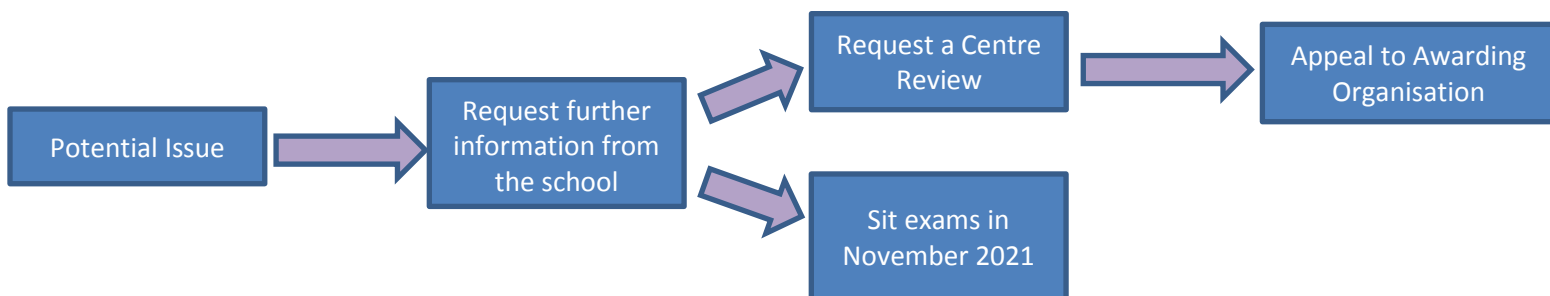 Potential Issue
Request further
information from
the school
Request a Centre
Review
Sit exams in
November 2021
Appeal to Awarding
Organisation